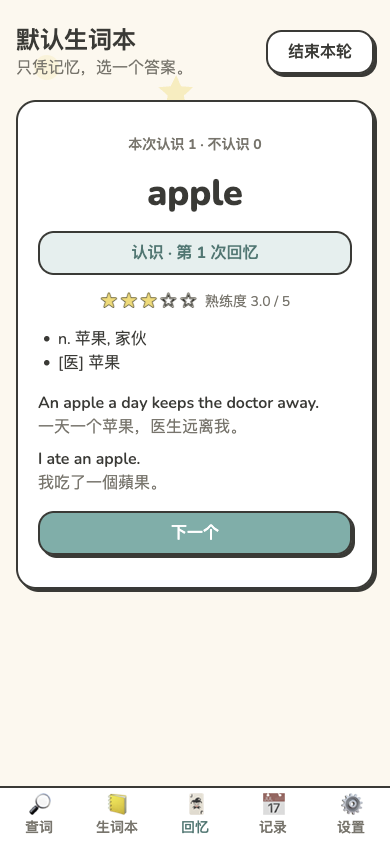 默认生词本
只凭记忆，选一个答案。
结束本轮
本次认识 1 · 不认识 0
apple
认识 · 第 1 次回忆
熟练度 3.0 / 5
• n. 苹果, 家伙
• [医] 苹果
An apple a day keeps the doctor away.
一天一个苹果，医生远离我。
I ate an apple.
我吃了一個蘋果。
下一个
17
查词
生词本
回忆
记录
设置